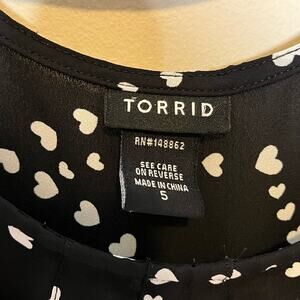 TORRID
RN#148862
SEE CARE
ON REVERSE
MADE IN CHINA
5